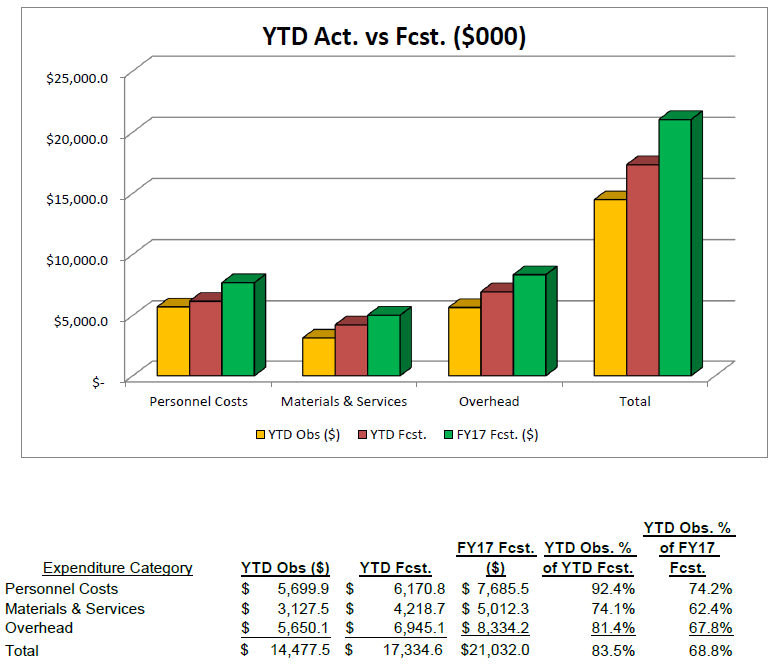 YTD Act. vs Fcst. ($000)
$25,000.0
$20,000.0
$15,000.0
$10,000.0
$5,000.0
$-
Personnel Costs Materials & Services Overhead Total
YTD Obs ($) YTD Fcst. FY17 Fcst. ($)
YTD Obs. %
FY17 Fcst. YTD Obs. % of FY17
Expenditure Category YTD Obs ($) YTD Fcst. ($) of YTD Fcst. Fcst.
Personnel Costs $ 5,699.9 $ 6,170.8 $ 7,685.5 92.4% 74.2%
Materials & Services $ 3,127.5 $ 4,218.7 $ 5,012.3 74.1% 62.4%
Overhead $ 5,650.1 $ 6,945.1 $ 8,334.2 81.4% 67.8%
Total $ 14,477.5 $ 17,334.6 $21,032.0 83.5% 68.8%